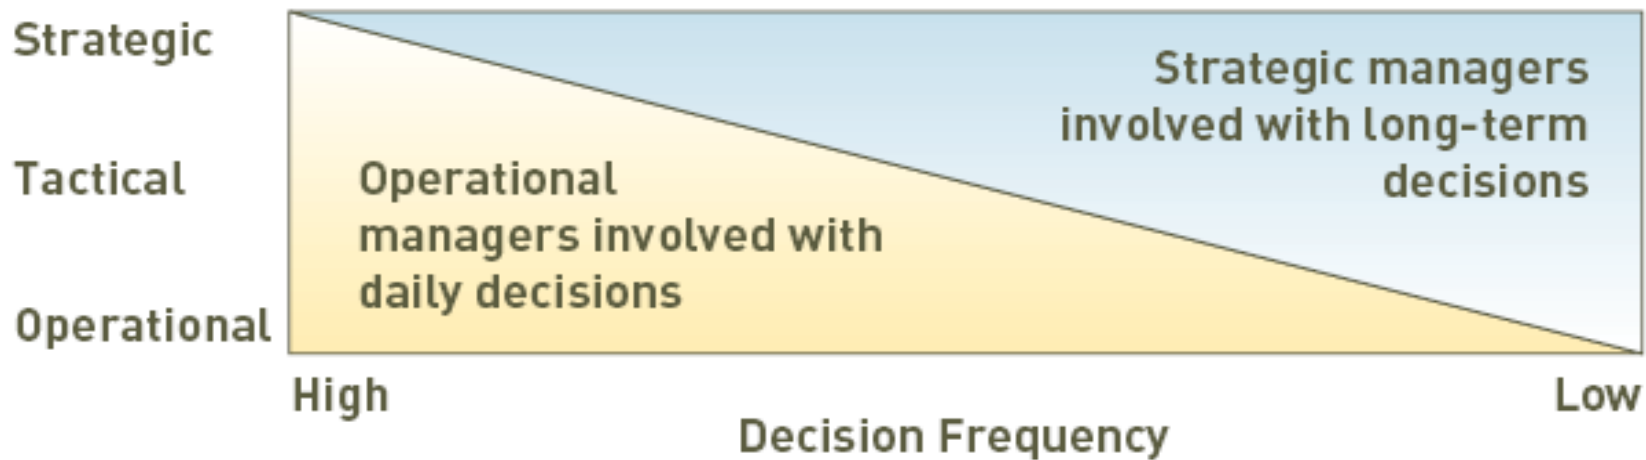 Strategic
Tactical
Operational
Strategic managers
involved with long-term
decisions
Operational
managers involved with
daily decisions
High
Low
Decision Frequency